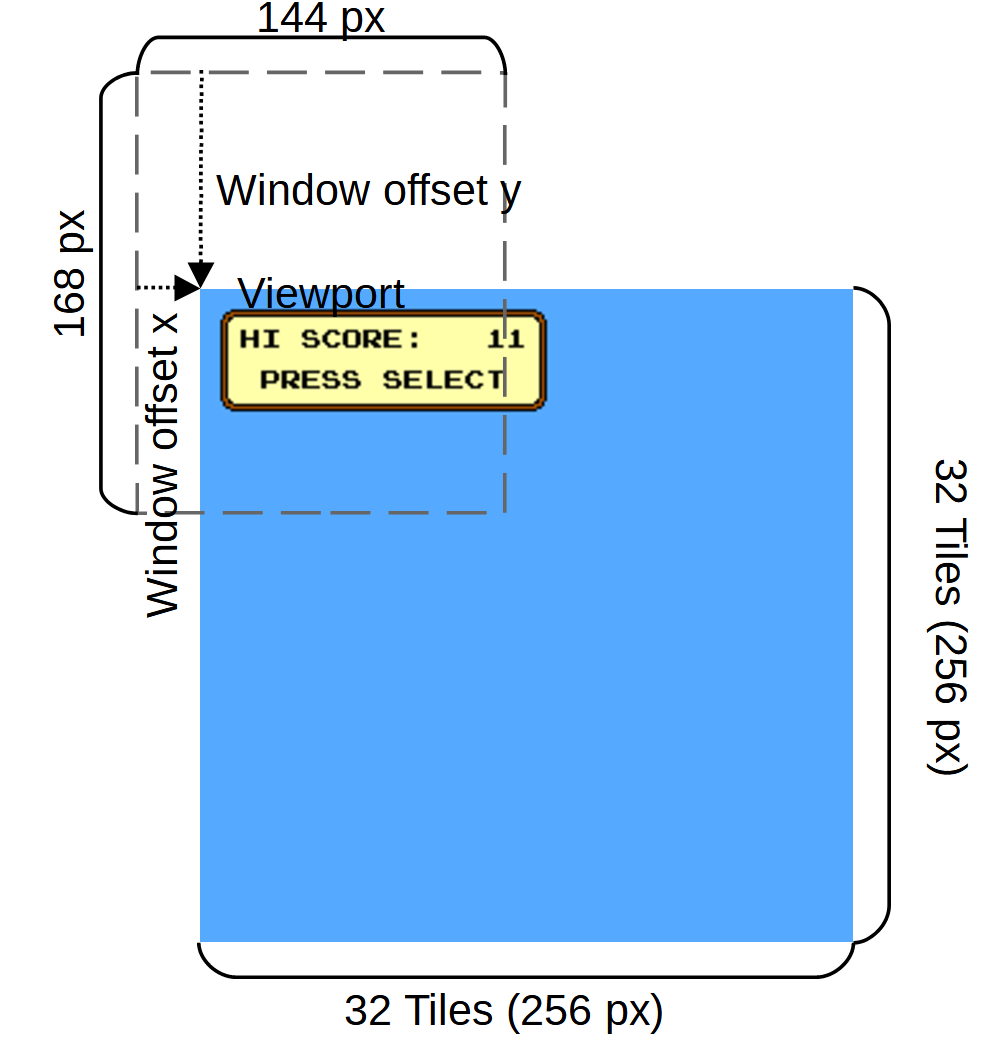 144 px
168 px
Window offset y
Window offset x
Viewport
HI SCORE: 11
PRESS SELECT
32 Tiles (256 px)
32 Tiles (256 px)